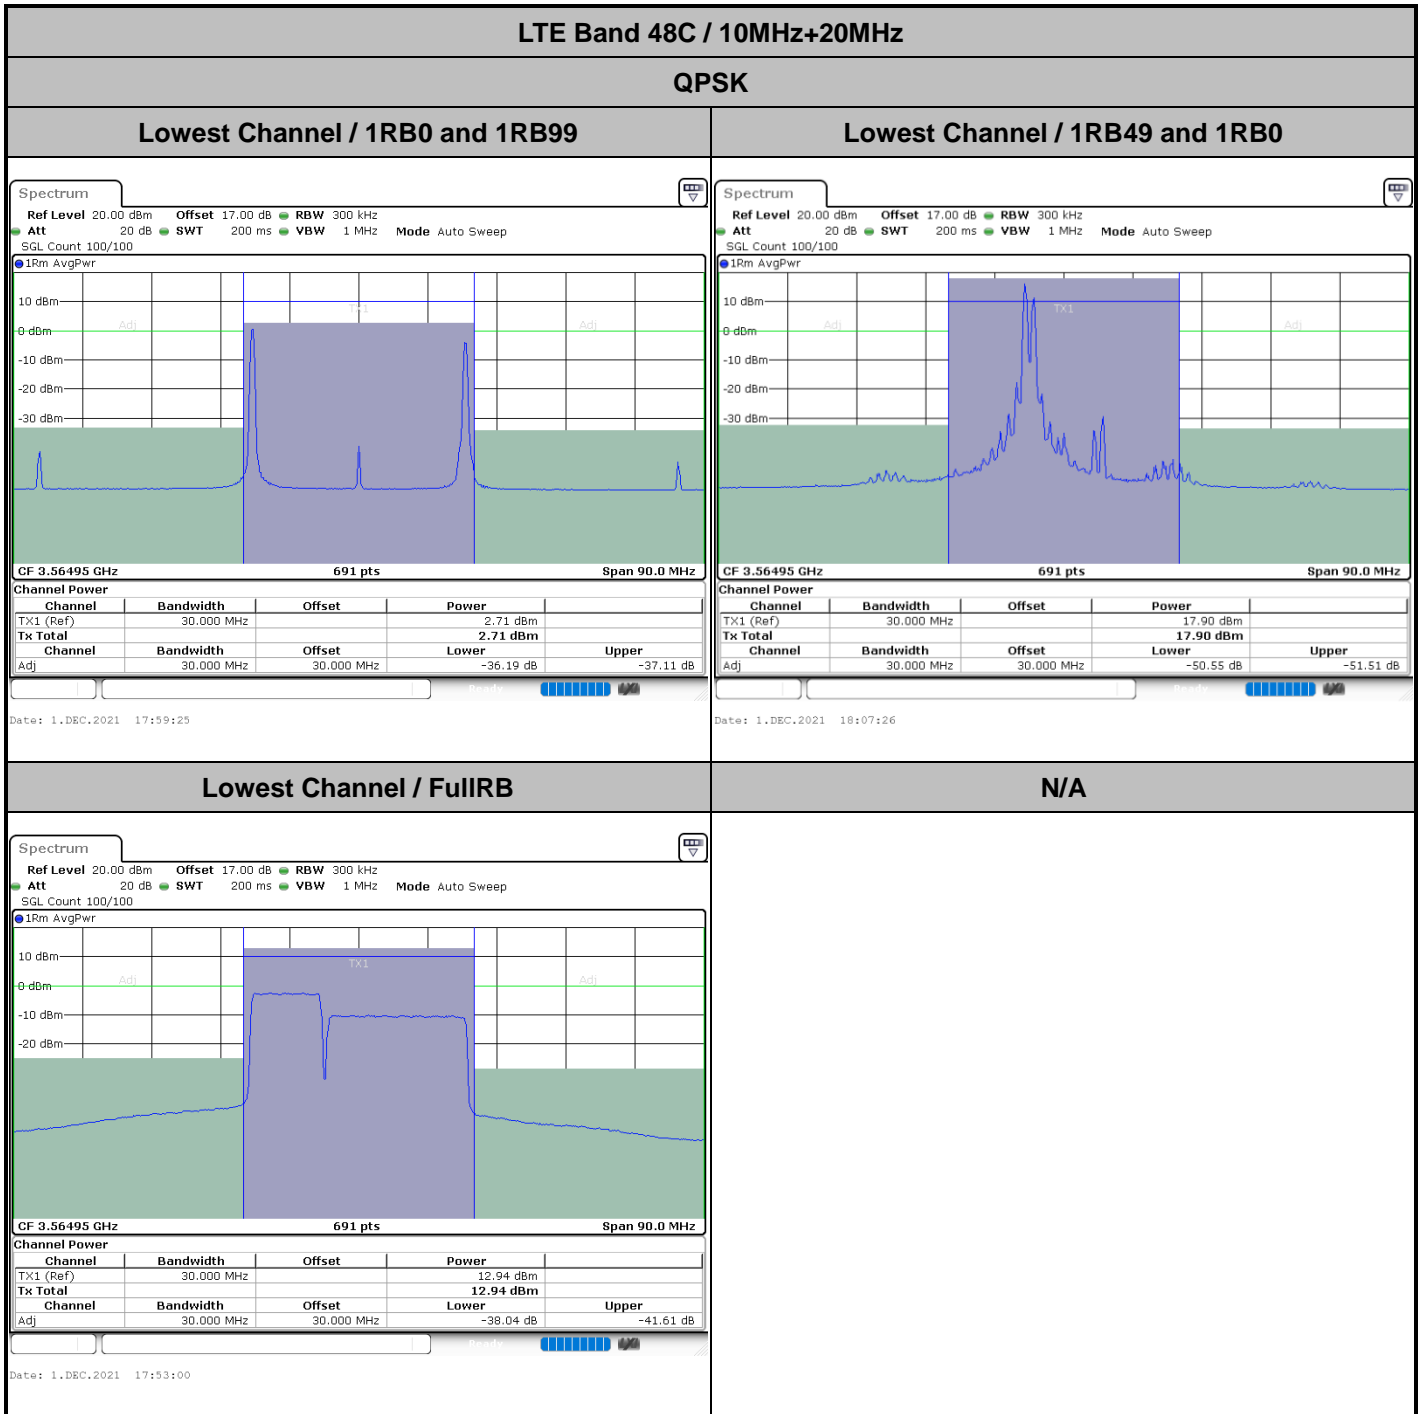 LTE Band 48C / 10MHz+20MHz
QPSK
Lowest Channel / 1RB0 and 1RB99
Lowest Channel / 1RB49 and 1RB0
Spectrum
Ref Level 20.00 dBm Offset 17.00 dB RBW 300 kHz
Att 20 dB SWT 200 ms VBW 1 MHz Mode Auto Sweep
SGL Count 100/100
1Rm AvgPwr
10 dBm
TX1
0 dBm
Adj
Adj
-10 dBm
-20 dBm
-30 dBm
CF 3.56495 GHz 691 pts Span 90.0 MHz
Channel Power
Channel Bandwidth Offset Power
TX1 (Ref) 30.000 MHz 2.71 dBm
Tx Total 2.71 dBm
Channel Bandwidth Offset Lower Upper
Adj 30.000 MHz 30.000 MHz -36.19 dB -37.11 dB
Ready
Date: 1.DEC.2021 17:59:25
Spectrum
Ref Level 20.00 dBm Offset 17.00 dB RBW 300 kHz
Att 20 dB SWT 200 ms VBW 1 MHz Mode Auto Sweep
SGL Count 100/100
1Rm AvgPwr
10 dBm
TX1
0 dBm
Adj
Adj
-10 dBm
-20 dBm
-30 dBm
CF 3.56495 GHz 691 pts Span 90.0 MHz
Channel Power
Channel Bandwidth Offset Power
TX1 (Ref) 30.000 MHz 17.90 dBm
Tx Total 17.90 dBm
Channel Bandwidth Offset Lower Upper
Adj 30.000 MHz 30.000 MHz -50.55 dB -51.51 dB
Ready
Date: 1.DEC.2021 18:07:26
Lowest Channel / FullRB
N/A
Spectrum
Ref Level 20.00 dBm Offset 17.00 dB RBW 300 kHz
Att 20 dB SWT 200 ms VBW 1 MHz Mode Auto Sweep
SGL Count 100/100
1Rm AvgPwr
10 dBm
TX1
0 dBm
Adj
Adj
-10 dBm
-20 dBm
CF 3.56495 GHz 691 pts Span 90.0 MHz
Channel Power
Channel Bandwidth Offset Power
TX1 (Ref) 30.000 MHz 12.94 dBm
Tx Total 12.94 dBm
Channel Bandwidth Offset Lower Upper
Adj 30.000 MHz 30.000 MHz -38.04 dB -41.61 dB
Ready
Date: 1.DEC.2021 17:53:00